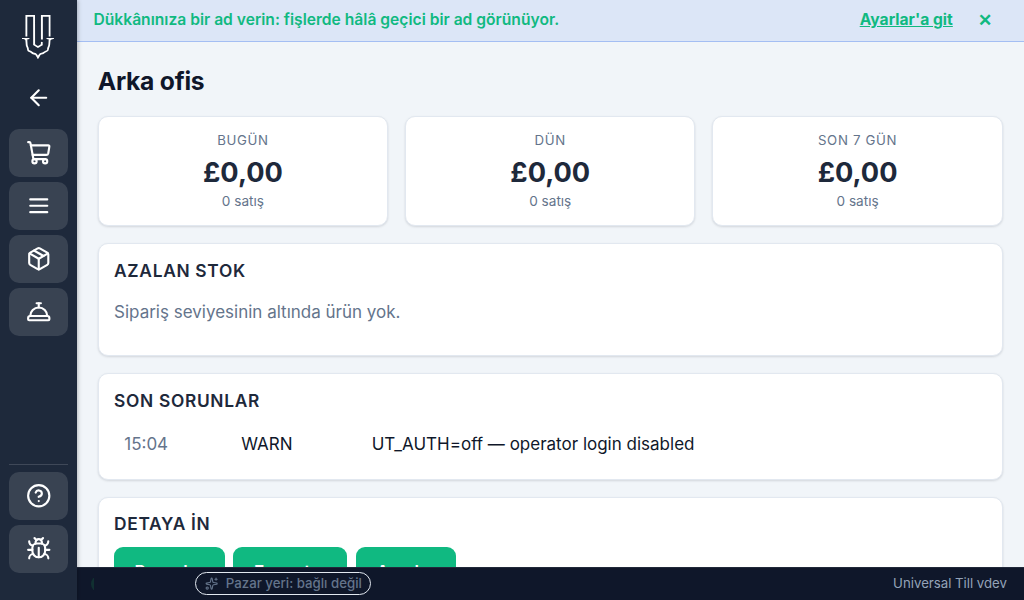 Dükkânınıza bir ad verin: fişlerde hâlâ geçici bir ad görünüyor.
Ayarlar'a git ✕
Arka ofis
BUGÜN
£0,00
0 satış
DÜN
£0,00
0 satış
SON 7 GÜN
£0,00
0 satış
AZALAN STOK
Sipariş seviyesinin altında ürün yok.
SON SORUNLAR
15:04 WARN UT_AUTH=off — operator login disabled
DETAYA İN
Pazar yeri: bağlı değil
Universal Till vdev